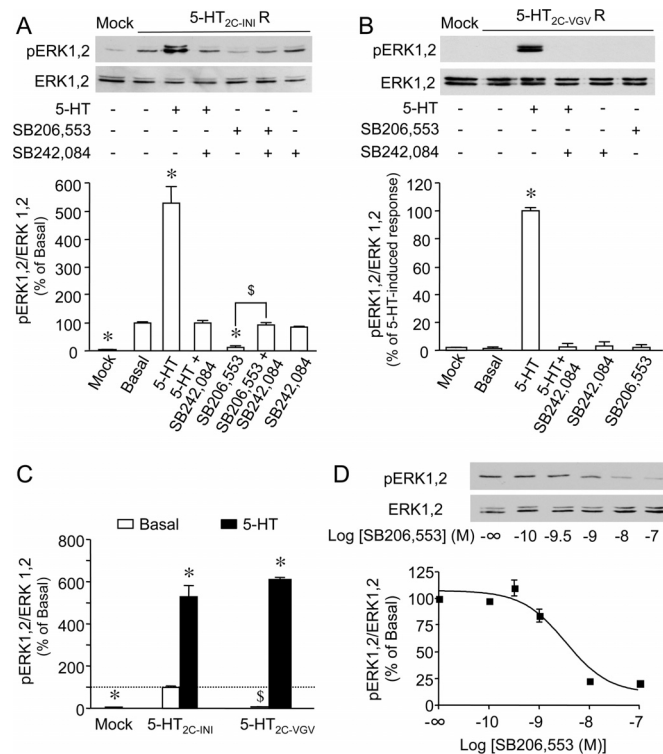 A
Mock
5-HT2C-INI R
pERK1,2
ERK1,2
5-HT - - + + - - -
SB206,553 - - - - + + -
SB242,084 - - - + - + +
pERK1,2/ERK 1,2
(% of Basal)
600
500
400
300
200
100
0
*
*
*
$
Mock
Basal
5-HT
5-HT +
SB242,084
SB206,553
SB206,553 +
SB242,084
SB242,084
B
Mock
5-HT2C-VGV R
pERK1,2
ERK1,2
5-HT - - + + - -
SB206,553 - - - - - +
SB242,084 - - - + + -
pERK1,2/ERK 1,2
(% of 5-HT-induced response)
120
100
80
60
40
20
0
*
Mock
Basal
5-HT
5-HT+
SB242,084
SB242,084
SB206,553
C
Basal
5-HT
pERK1,2/ERK 1,2
(% of Basal)
800
600
400
200
0
*
*
$
*
Mock
5-HT2C-INI
5-HT2C-VGV
D
pERK1,2
ERK1,2
Log [SB206,553] (M) -∞ -10 -9.5 -9 -8 -7
pERK1,2/ERK 1,2
(% of Basal)
125
100
75
50
25
0
-∞ -10 -9 -8 -7
Log [SB206,553 (M)]